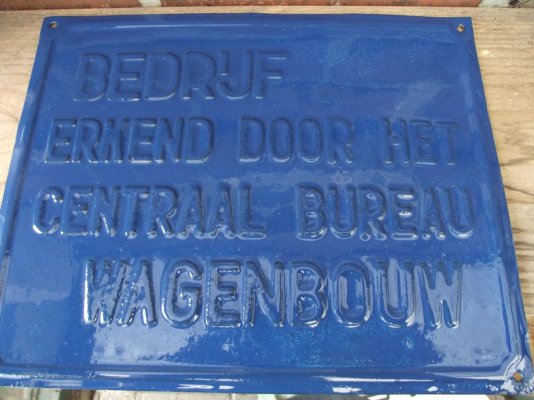 BEDRIJF
ERKEND DOOR HET
CENTRAAL BUREAU
WAGENBOUW